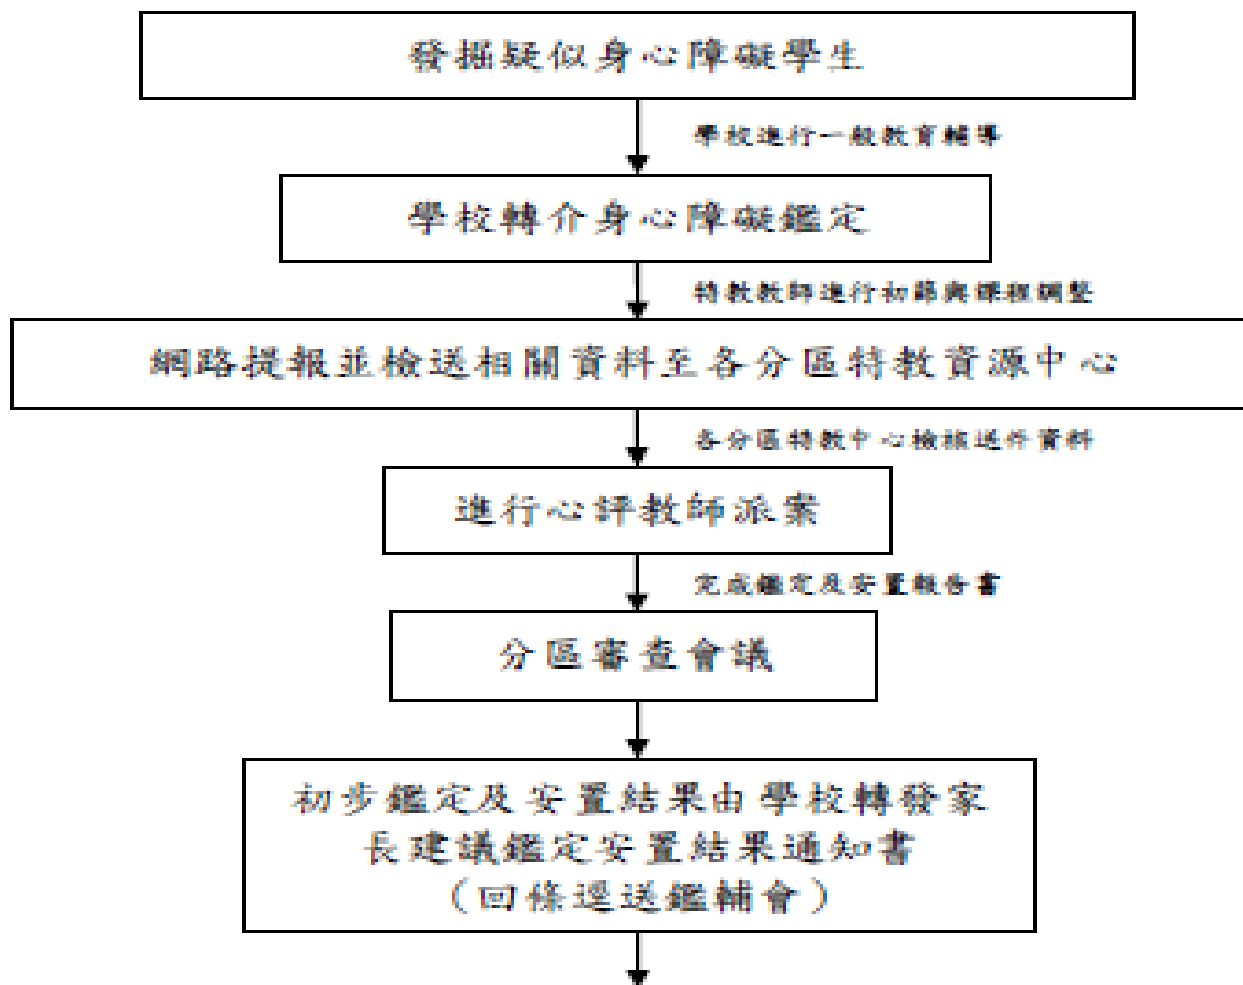 發掘疑似身心障礙學生
學校進行一般教育輔導
學校轉介身心障礙鑑定
特教教師進行初篩與課程調整
網路提報並檢送相關資料至各分區特教資源中心
各分區特教中心檢核送件資料
進行心評教師派案
完成鑑定及安置報告書
分區審查會議
初步鑑定及安置結果由學校轉發家
長建議鑑定安置結果通知書
（回條逕送鑑輔會）